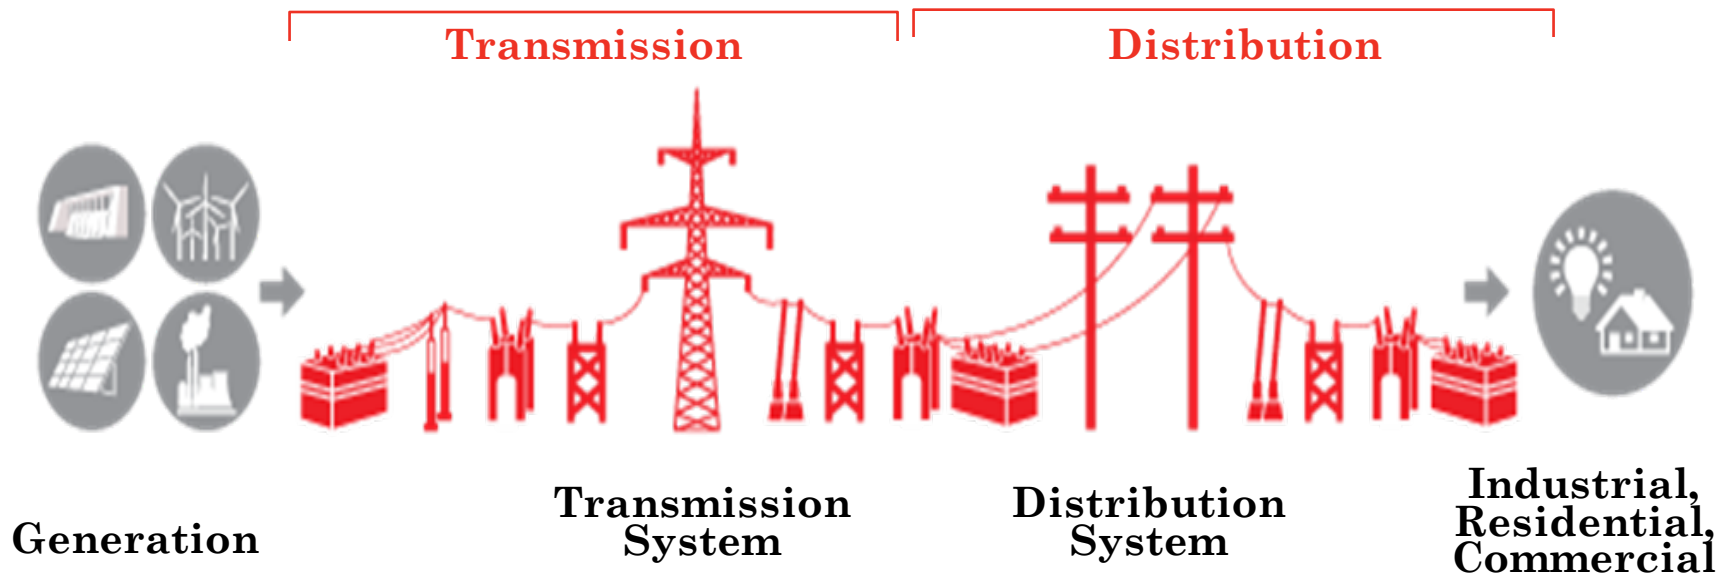 Transmission
Distribution
Generation
Transmission
System
Distribution
System
Industrial,
Residential,
Commercial